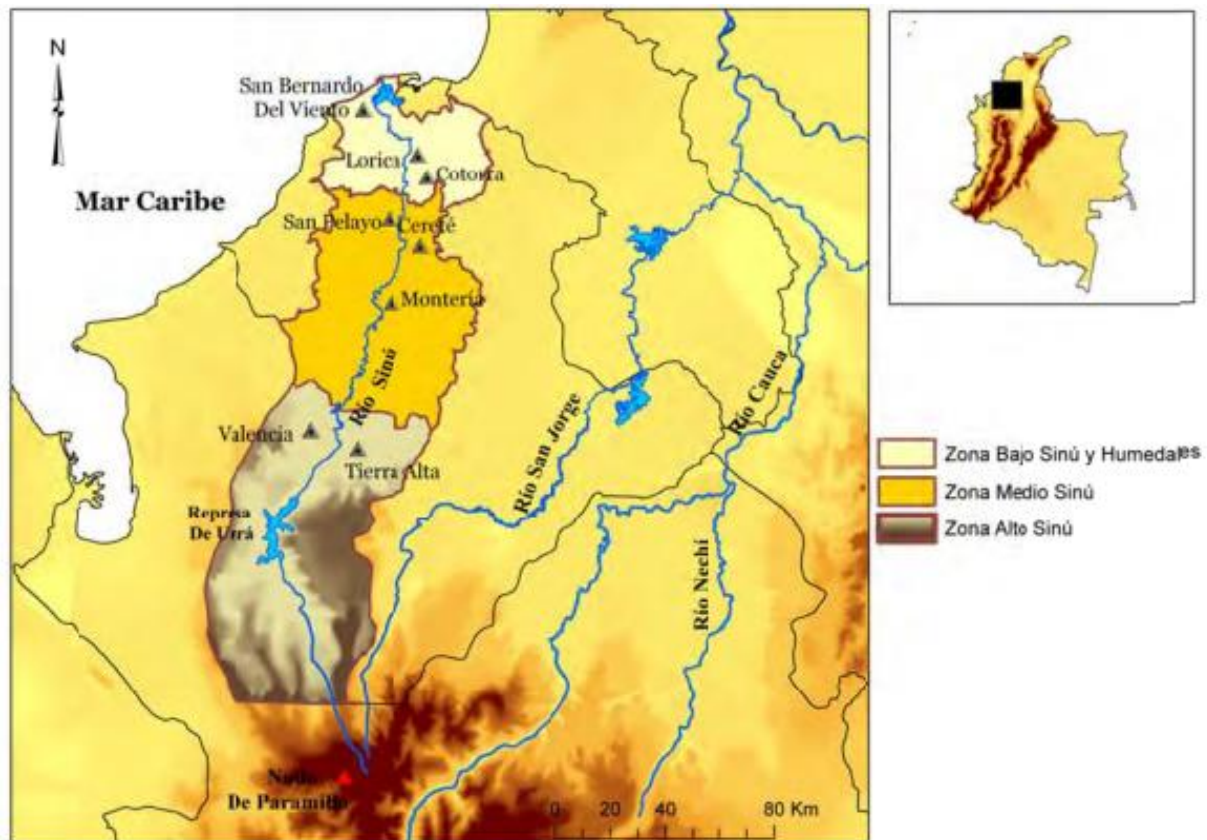 N
San Bernardo
Del Viento
Lorica
Cotorra
Mar Caribe
San Pelayo
Cereté
Montería
Río Sinú
Valencia
Tierra Alta
Represa
De Urrá
Río San Jorge
Río Cauca
Río Nechí
Nudo
De Paramillo
0 20 40 80 Km
Zona Bajo Sinú y Humedales
Zona Medio Sinú
Zona Alto Sinú